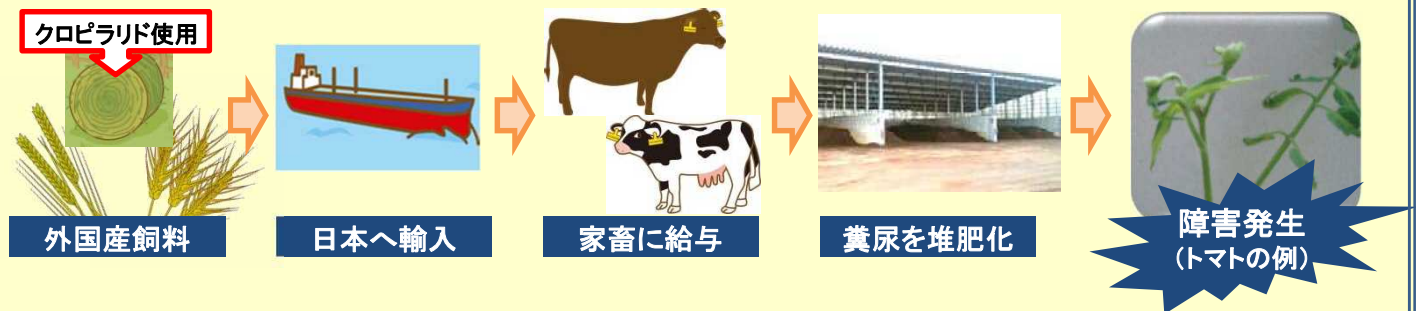 クロピラリド使用
外国産飼料
日本へ輸入
家畜に給与
糞尿を堆肥化
障害発生
（トマトの例）